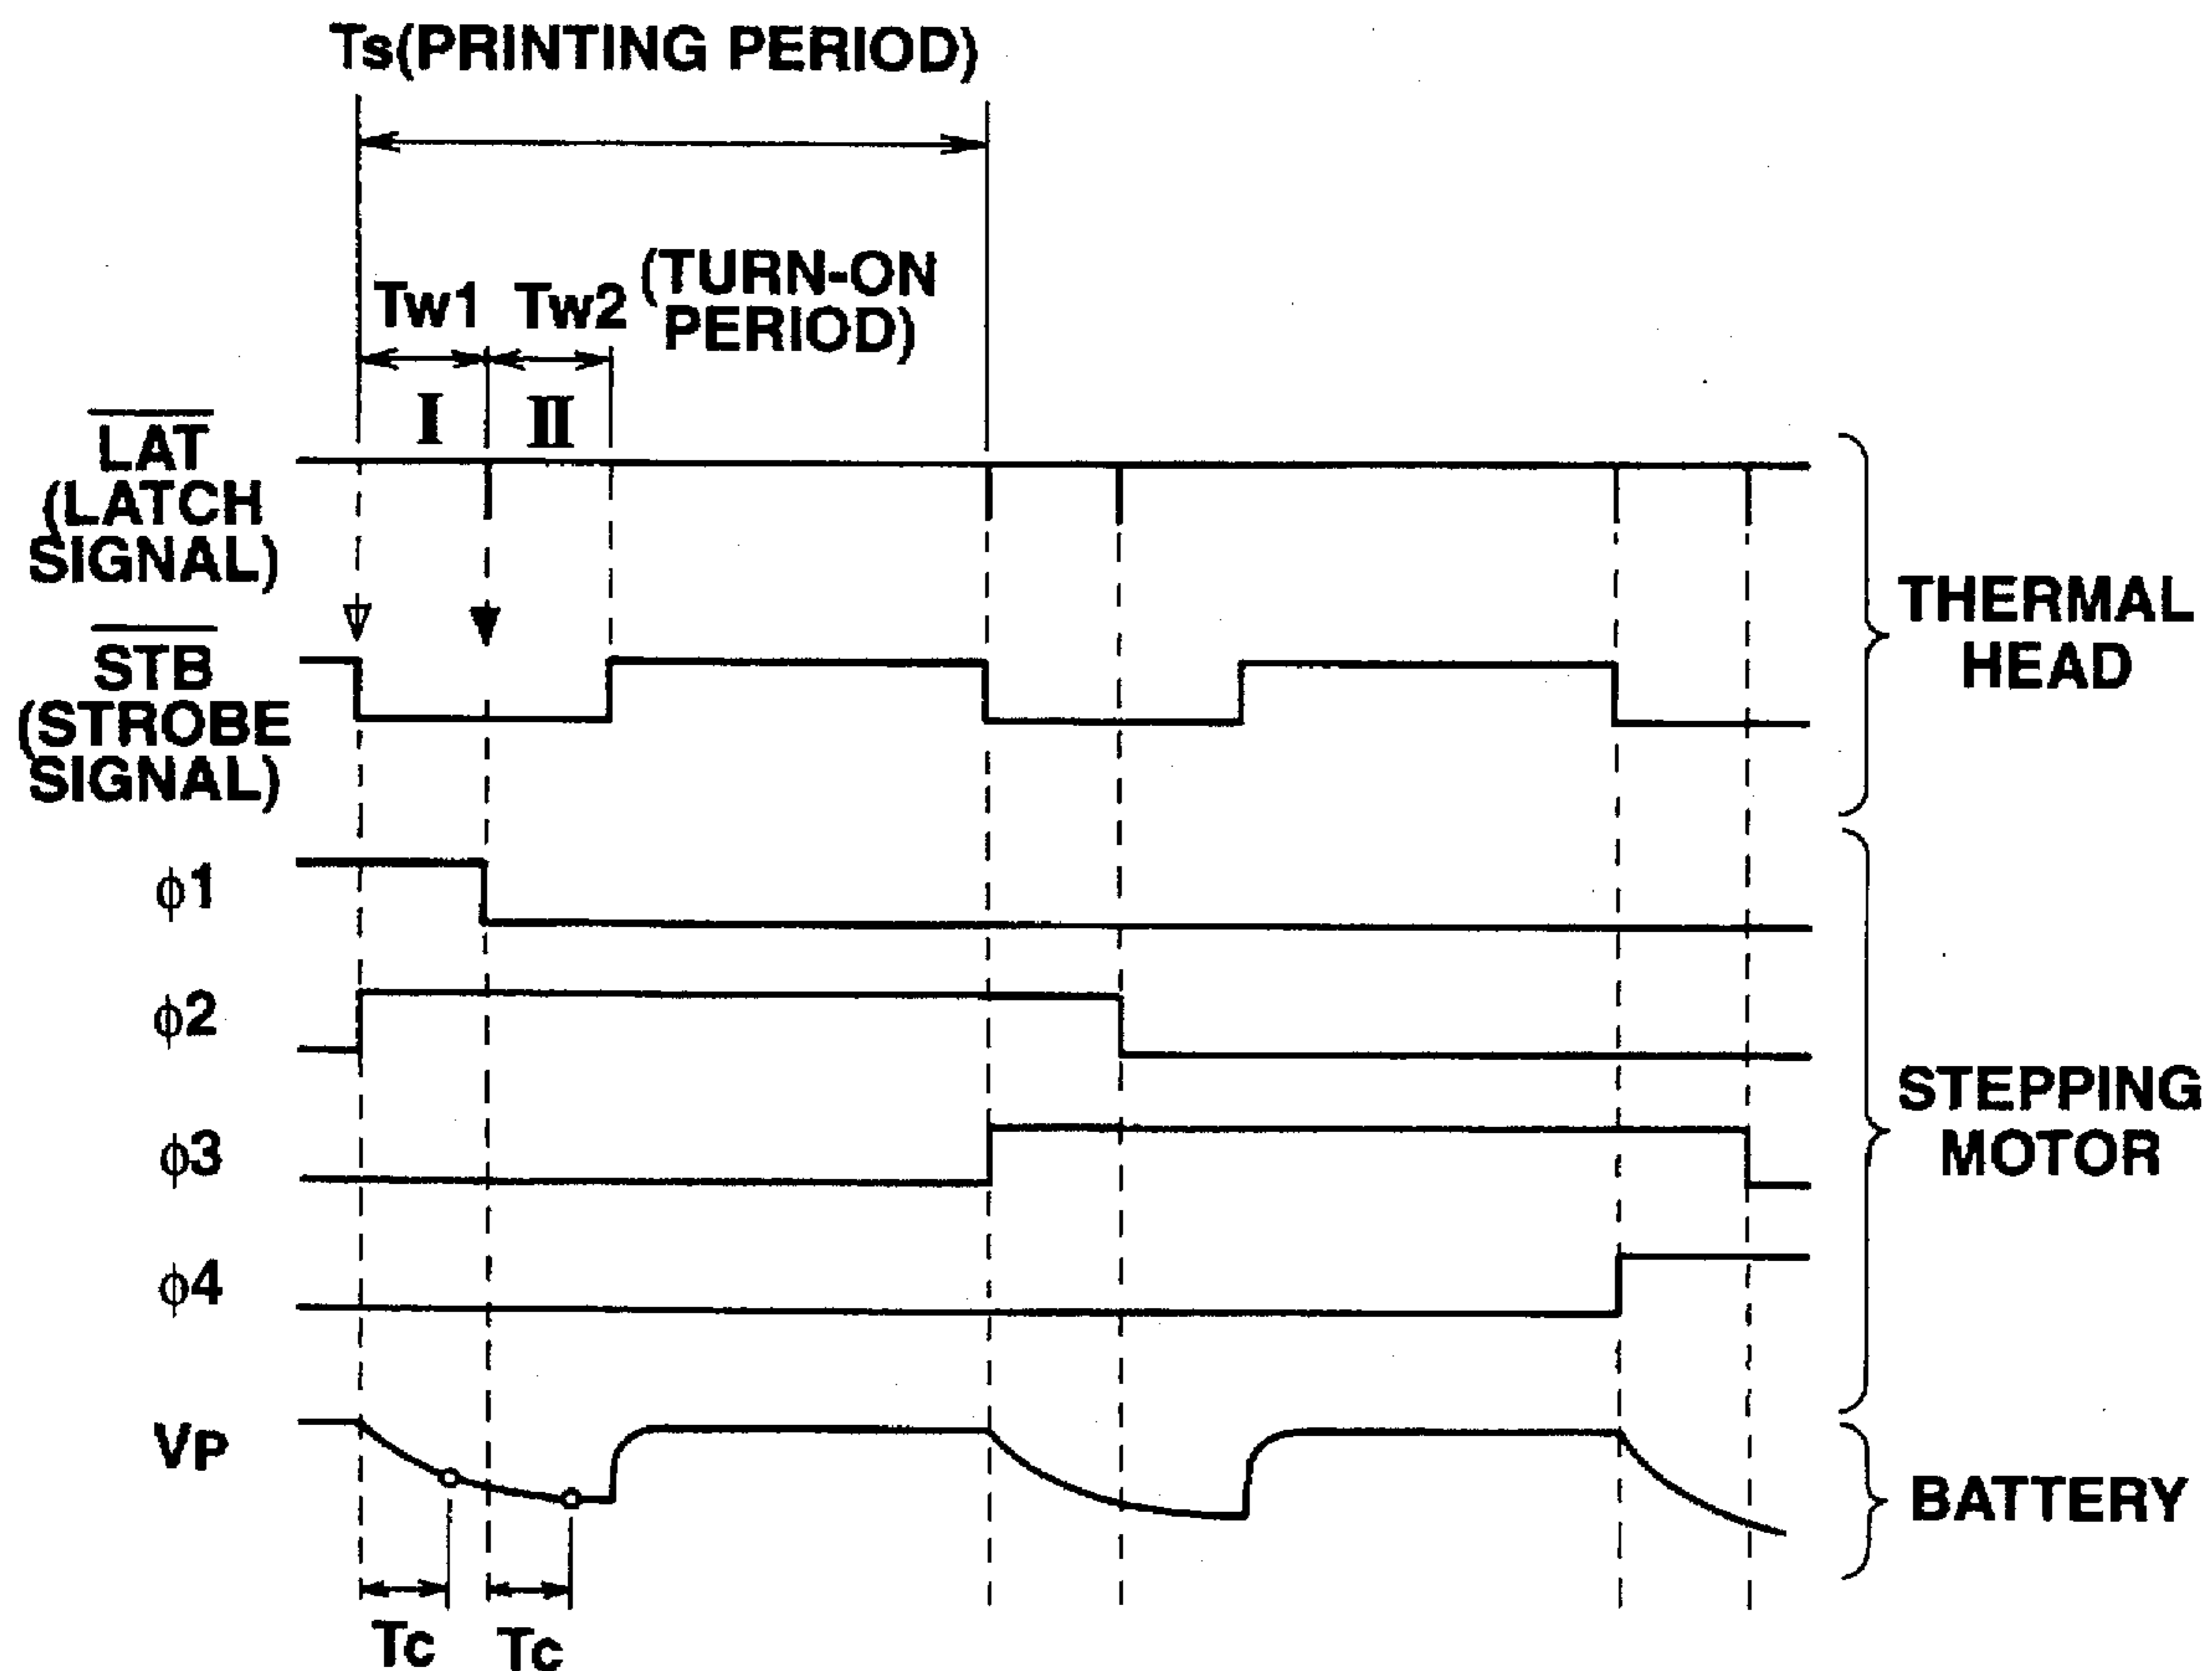 Ts(PRINTING PERIOD)
Tw1 Tw2 (TURN-ON
PERIOD)
I II
LAT
(LATCH
SIGNAL)
STB
(STROBE
SIGNAL)
THERMAL
HEAD
ϕ1
ϕ2
ϕ3
ϕ4
STEPPING
MOTOR
VP
BATTERY
Tc Tc